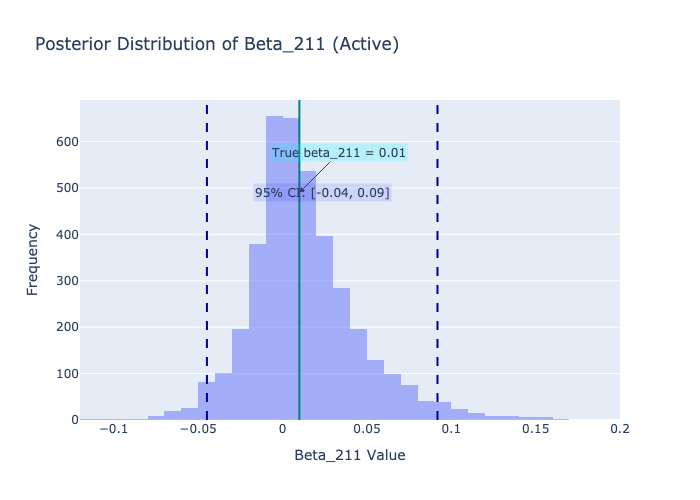 Posterior Distribution of Beta_211 (Active)
True beta_211 = 0.01
95% CI: [-0.04, 0.09]
Frequency
600
500
400
300
200
100
0
−0.1
−0.05
0
0.05
0.1
0.15
0.2
Beta_211 Value